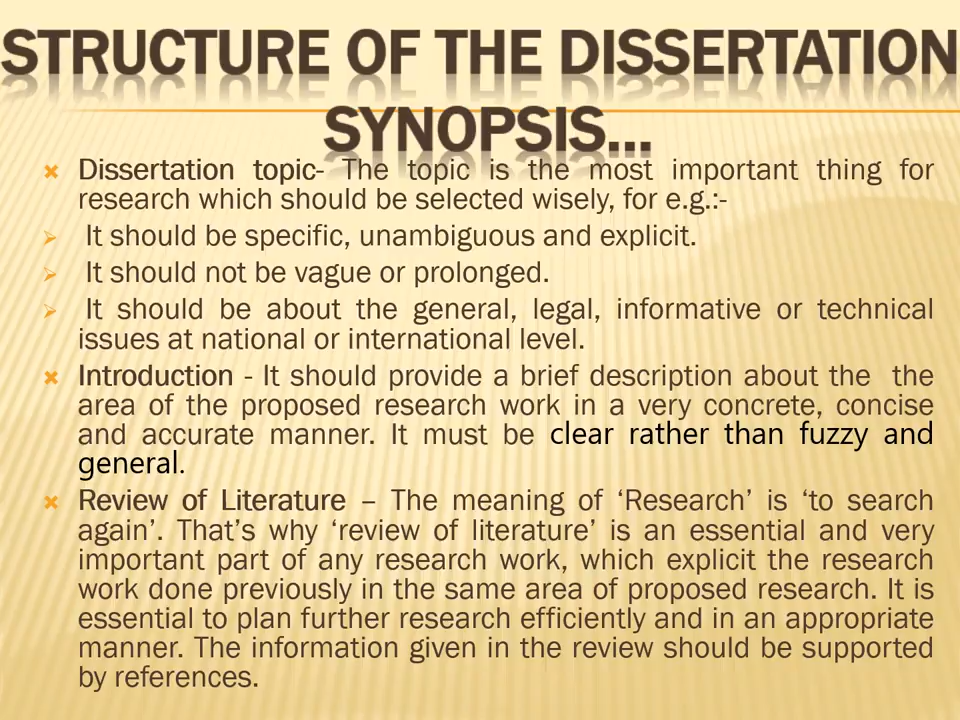 STRUCTURE OF THE DISSERTATION
SYNOPSIS...
Dissertation topic- The topic is the most important thing for
research which should be selected wisely, for e.g.:-
It should be specific, unambiguous and explicit.
It should not be vague or prolonged.
It should be about the general, legal, informative or technical
issues at national or international level.
Introduction - It should provide a brief description about the the
area of the proposed research work in a very concrete, concise
and accurate manner. It must be clear rather than fuzzy and
general.
Review of Literature – The meaning of ‘Research’ is ‘to search
again’. That’s why ‘review of literature’ is an essential and very
important part of any research work, which explicit the research
work done previously in the same area of proposed research. It is
essential to plan further research efficiently and in an appropriate
manner. The information given in the review should be supported
by references.